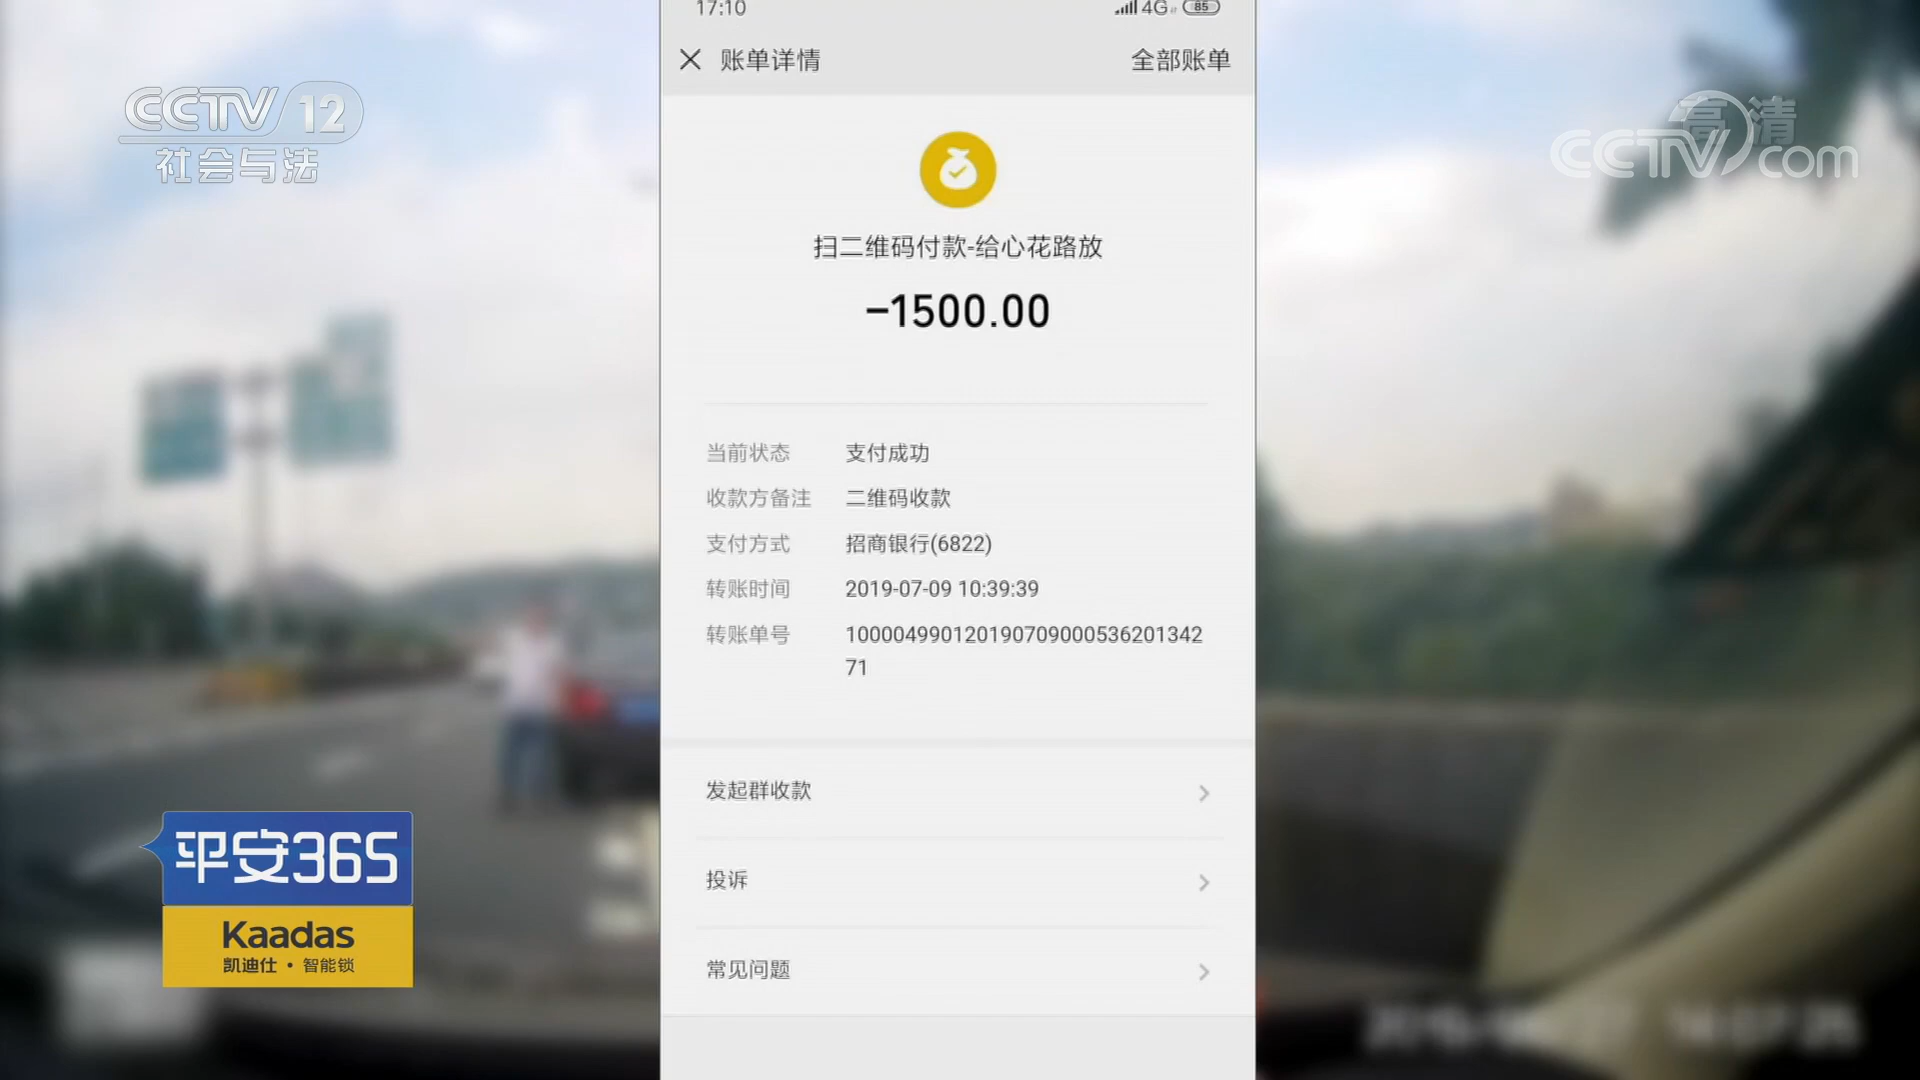 17:10
4G 85
账单详情
全部账单
CCTV 12
社会与法
高清
CCTV com
扫二维码付款-给心花路放
-1500.00
当前状态 支付成功
收款方备注 二维码收款
支付方式 招商银行(6822)
转账时间 2019-07-09 10:39:39
转账单号 10000499012019070900053620134271
发起群收款
投诉
常见问题
平安365
Kaadas
凯迪仕·智能锁